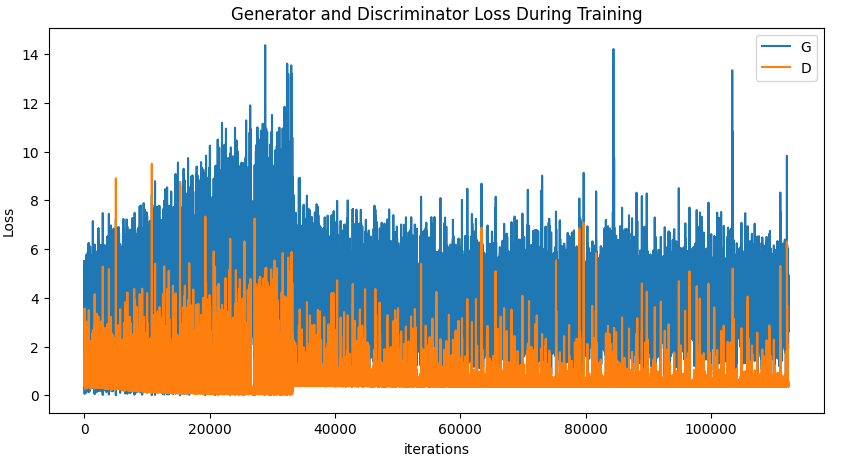 Generator and Discriminator Loss During Training
G
D
Loss
14
12
10
8
6
4
2
0
0 20000 40000 60000 80000 100000
iterations